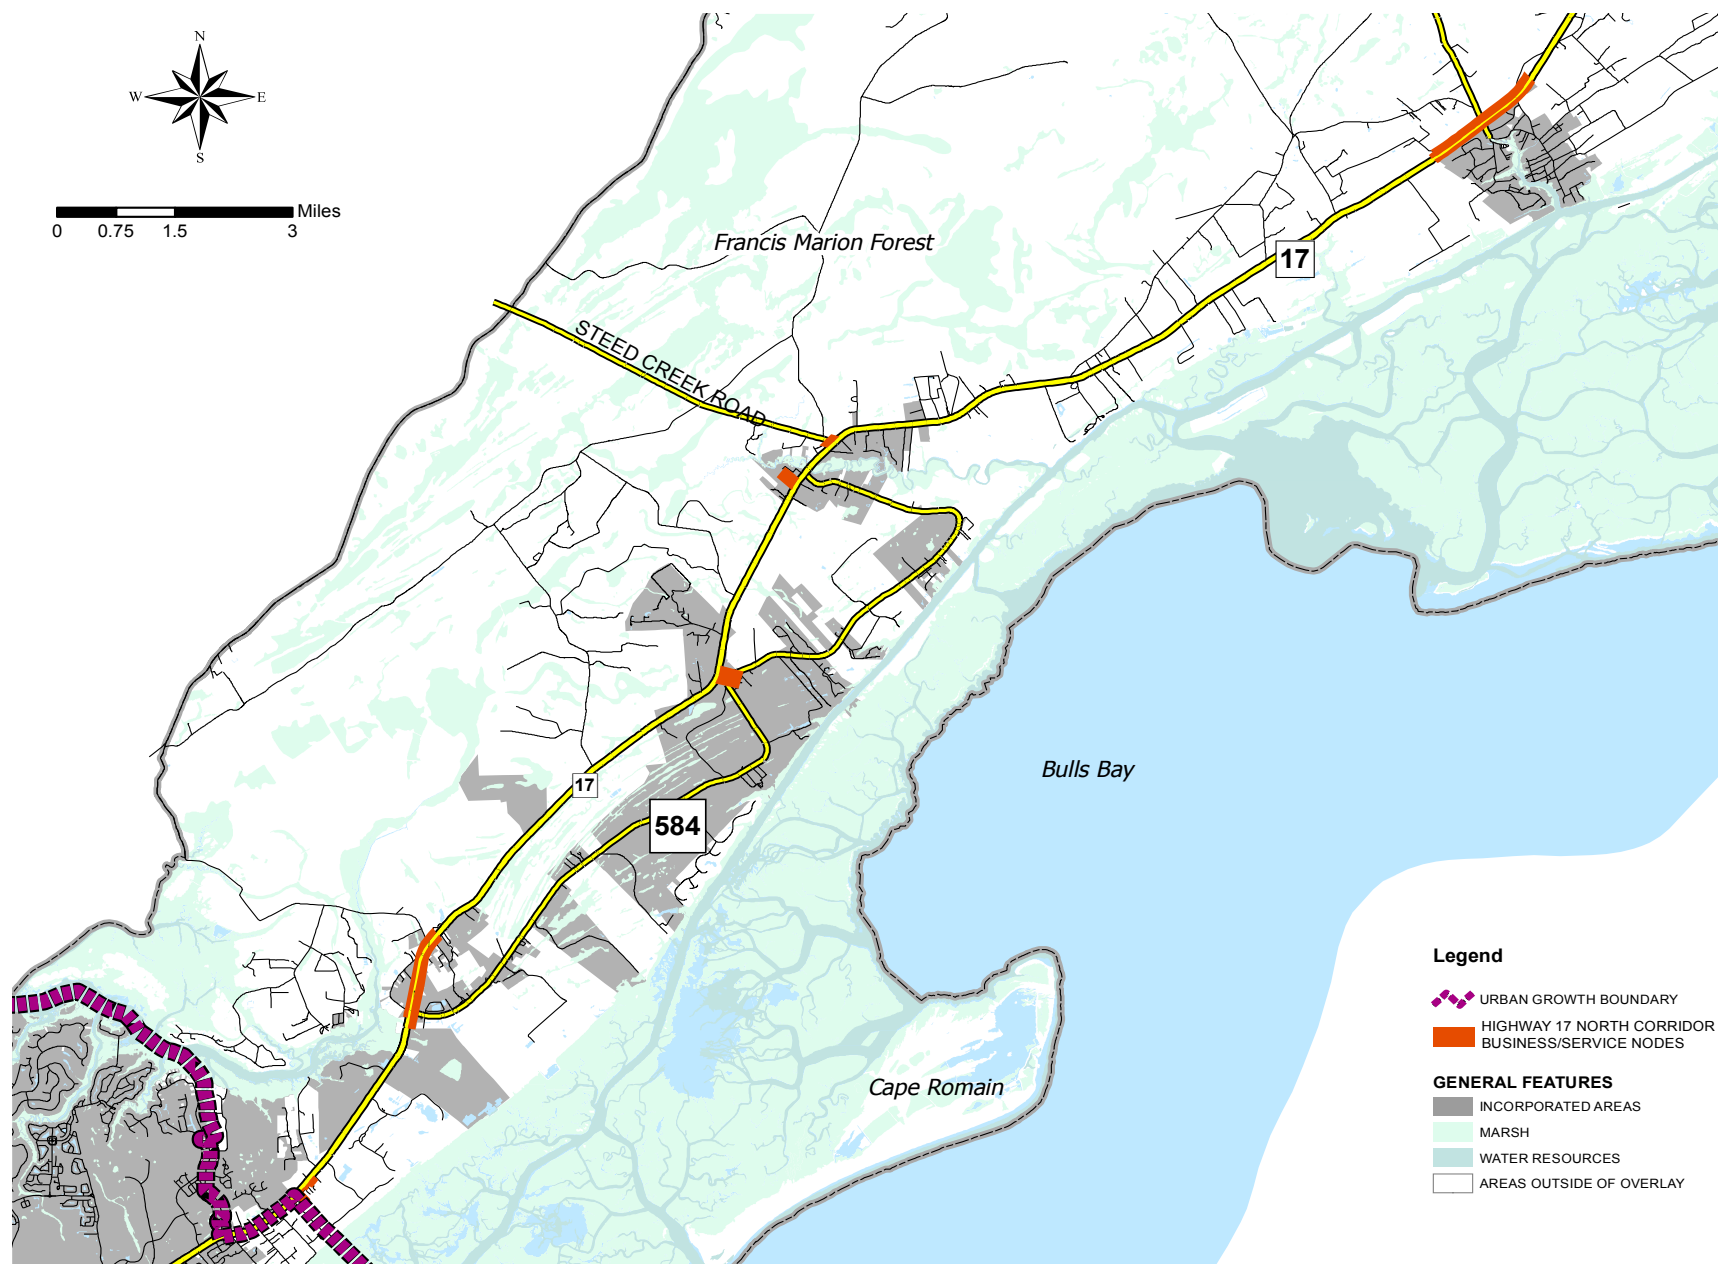 N
W
E
S
Miles
0 0.75 1.5 3
Francis Marion Forest
17
STEED CREEK ROAD
17
584
Bulls Bay
Cape Romain
Legend
URBAN GROWTH BOUNDARY
HIGHWAY 17 NORTH CORRIDOR
BUSINESS/SERVICE NODES
GENERAL FEATURES
INCORPORATED AREAS
MARSH
WATER RESOURCES
AREAS OUTSIDE OF OVERLAY